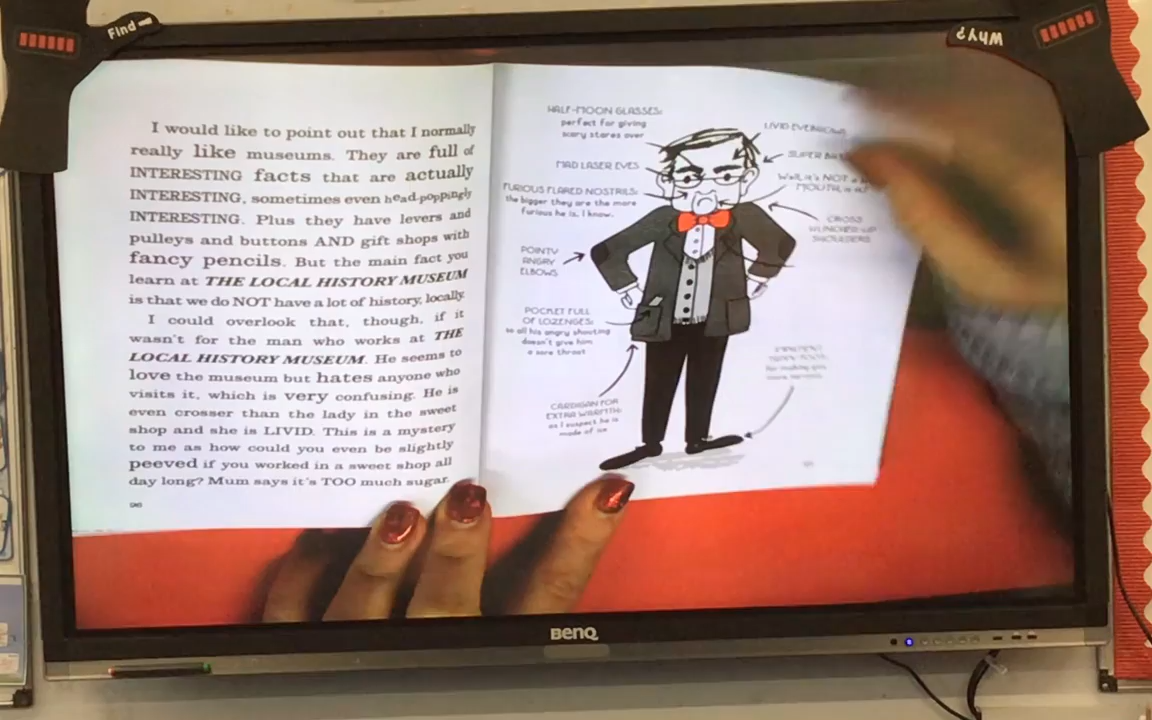 Find
Why?
I would like to point out that I normally
really like museums. They are full of
INTERESTING facts that are actually
INTERESTING, sometimes even head-poppingly
INTERESTING. Plus they have levers and
pulleys and buttons AND gift shops with
fancy pencils. But the main fact you
learn at THE LOCAL HISTORY MUSEUM
is that we do NOT have a lot of history, locally.
I could overlook that, though, if it
wasn't for the man who works at THE
LOCAL HISTORY MUSEUM. He seems to
love the museum but hates anyone who
visits it, which is very confusing. He is
even crosser than the lady in the sweet
shop and she is LIVID. This is a mystery
to me as how could you even be slightly
peeved if you worked in a sweet shop all
day long? Mum says it's TOO much sugar.
96
HALF-MOON GLASSES:
perfect for giving
scary stares over
MAD LASER EYES
FURIOUS FLARED NOSTRILS:
the bigger they are the more
furious he is, I know.
POINTY
ANGRY
ELBOWS
POCKET FULL
OF LOZENGES:
so all his angry shouting
doesn't give him
a sore throat
CARDIGAN FOR
EXTRA WARMTH:
as I suspect he is
made of ice
LIVID EYEBROWS
SUPER
Well, it's NOT a
CROSS
HUNCHED-UP
SHOULDERS
BenQ